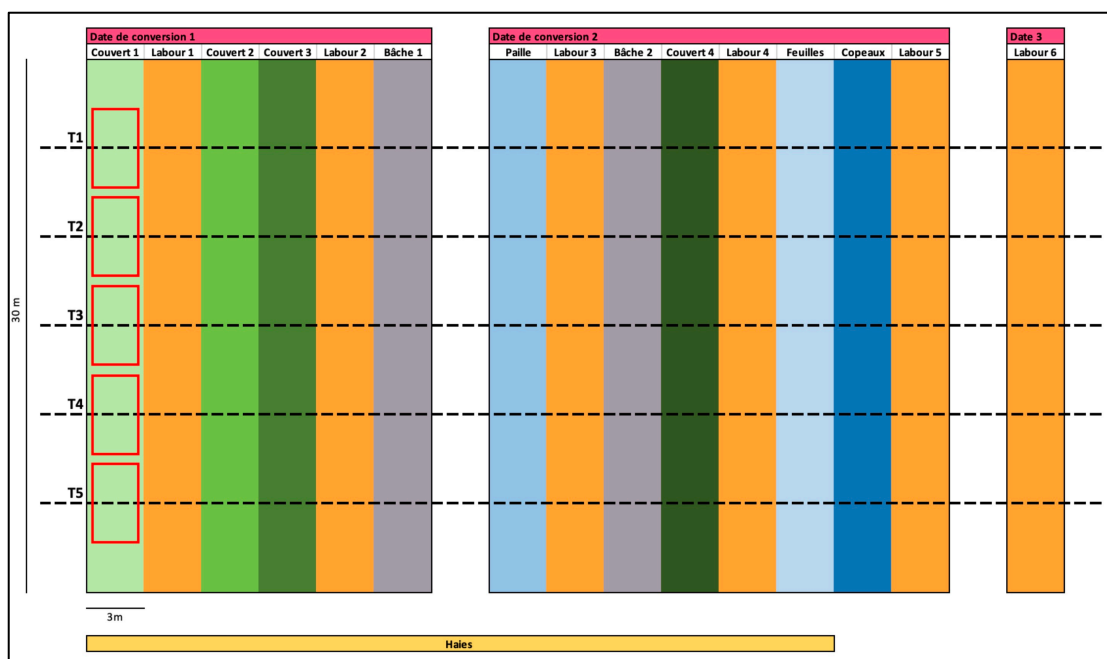 Date de conversion 1
Date de conversion 2
Date 3
Couvert 1
Labour 1
Couvert 2
Couvert 3
Labour 2
Bâche 1
Paille
Labour 3
Bâche 2
Couvert 4
Labour 4
Feuilles
Copeaux
Labour 5
Labour 6
T1
T2
T3
30 m
T4
T5
3m
Haies